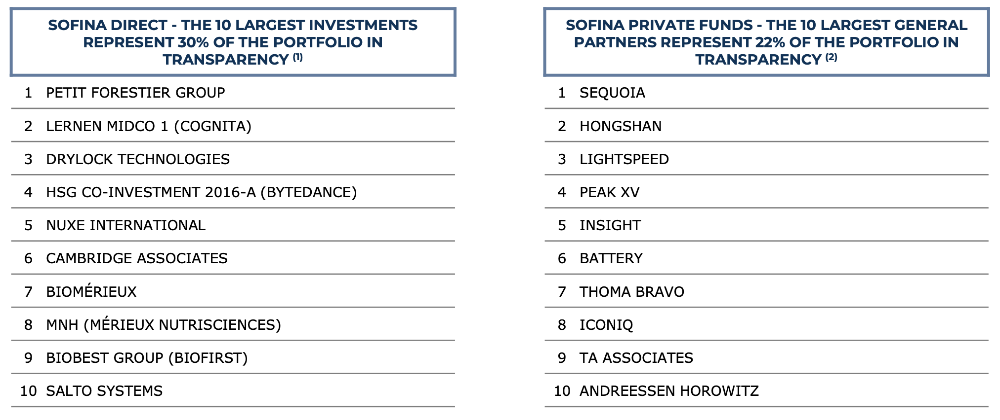 SOFINA DIRECT - THE 10 LARGEST INVESTMENTS
REPRESENT 30% OF THE PORTFOLIO IN
TRANSPARENCY (1)
1 PETIT FORESTIER GROUP
2 LERNEN MIDCO 1 (COGNITA)
3 DRYLOCK TECHNOLOGIES
4 HSG CO-INVESTMENT 2016-A (BYTEDANCE)
5 NUXE INTERNATIONAL
6 CAMBRIDGE ASSOCIATES
7 BIOMÉRIEUX
8 MNH (MÉRIEUX NUTRISCIENCES)
9 BIOBEST GROUP (BIOFIRST)
10 SALTO SYSTEMS
SOFINA PRIVATE FUNDS - THE 10 LARGEST GENERAL
PARTNERS REPRESENT 22% OF THE PORTFOLIO IN
TRANSPARENCY (2)
1 SEQUOIA
2 HONGSHAN
3 LIGHTSPEED
4 PEAK XV
5 INSIGHT
6 BATTERY
7 THOMA BRAVO
8 ICONIQ
9 TA ASSOCIATES
10 ANDREESSEN HOROWITZ